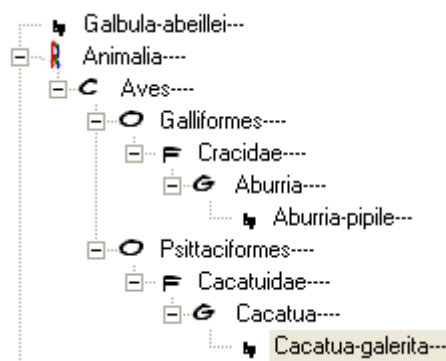 Galbula-abeillei---
R Animalia----
C Aves----
O Galliformes----
F Cracidae----
G Aburria----
Aburria-pipile---
O Psittaciformes----
F Cacatuidae----
G Cacatua----
Cacatua-galerita---